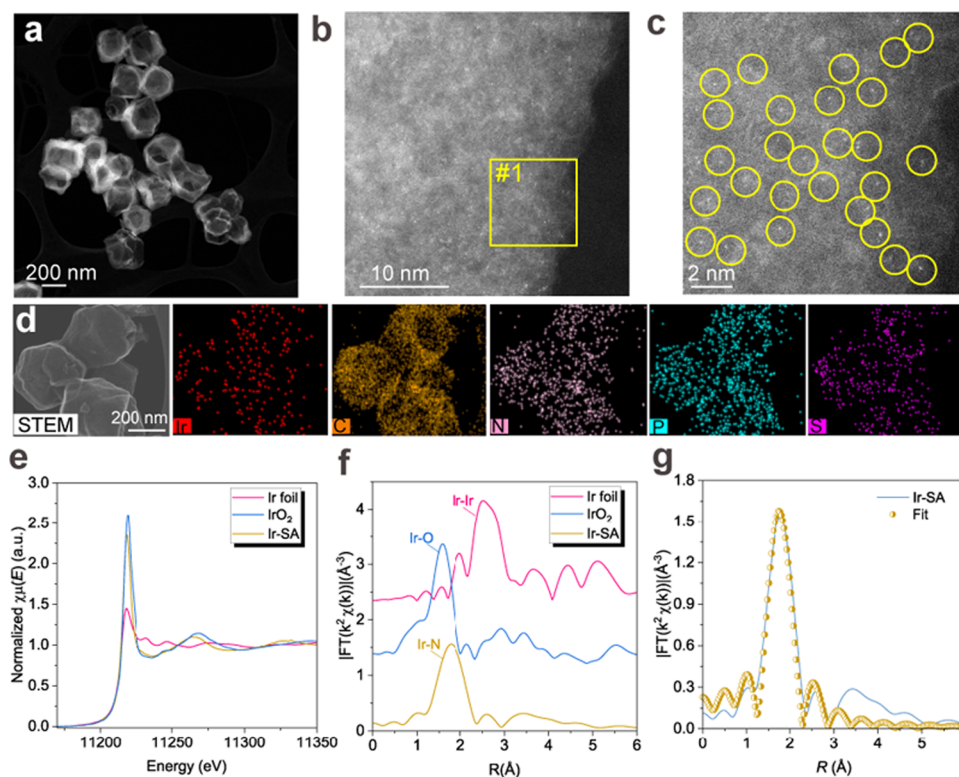 a
200 nm
b
#1
10 nm
c
2 nm
d
STEM
200 nm
Ir
C
N
P
S
e
Normalized χμ(E) (a.u.)
3.0
2.5
2.0
1.5
1.0
0.5
0.0
Ir foil
IrO₂
Ir-SA
11200 11250 11300 11350
Energy (eV)
f
|FT(k²χ(k))|(Å⁻³)
4
3
2
1
0
Ir-Ir
Ir-O
Ir-N
Ir foil
IrO₂
Ir-SA
0 1 2 3 4 5 6
R(Å)
g
|FT(k²χ(k))|(Å⁻³)
1.8
1.5
1.2
0.9
0.6
0.3
0.0
Ir-SA
Fit
0 1 2 3 4 5
R (Å)